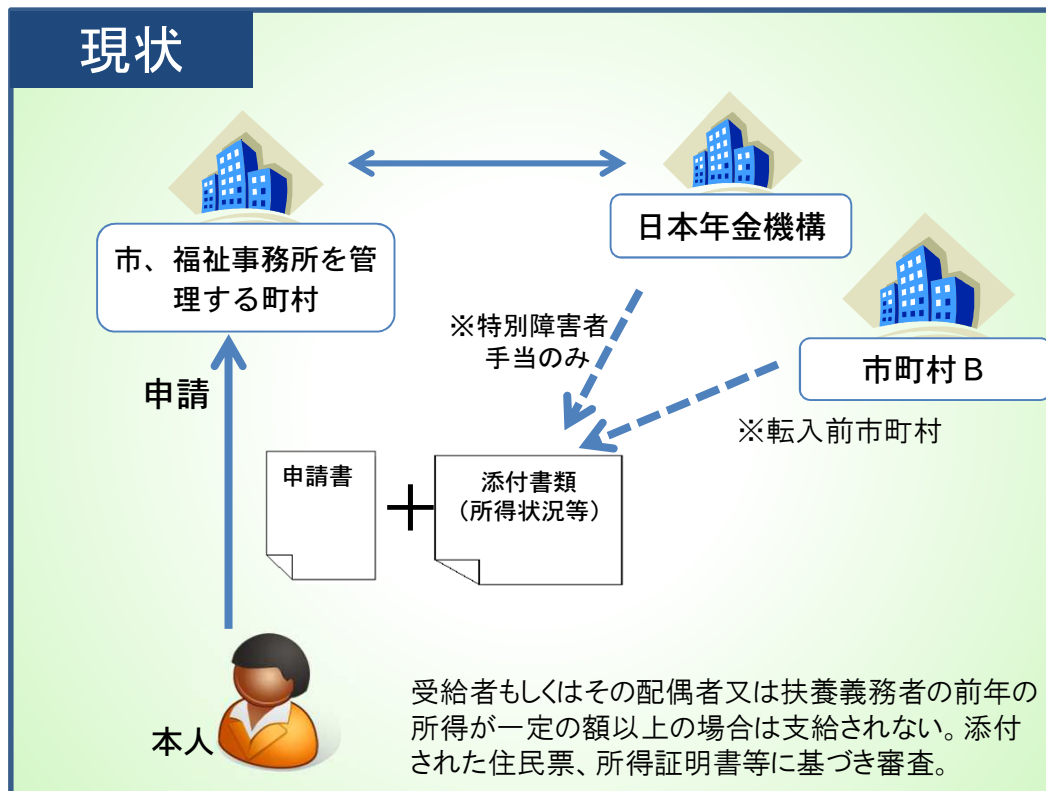 現状
市、福祉事務所を管
理する町村
日本年金機構
市町村B
※特別障害者
手当のみ
※転入前市町村
申請
申請書
添付書類
（所得状況等）
本人
受給者もしくはその配偶者又は扶養義務者の前年の
所得が一定の額以上の場合は支給されない。添付
された住民票、所得証明書等に基づき審査。